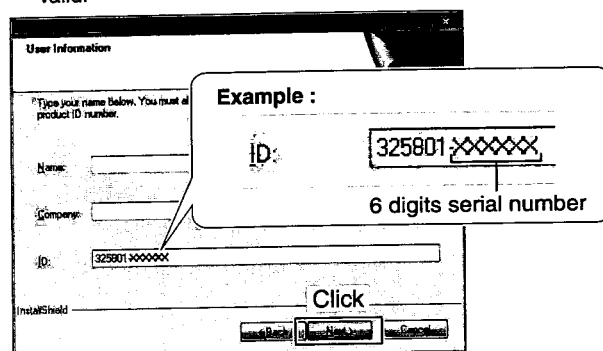 valid.
User Information
Type your name below. You must al
product ID number.
Name:
Company:
ID:
325801-XXXXXX
InstallShield
< Back
Next >
Cancel
Click
Example :
ID:
325801-XXXXXX
6 digits serial number